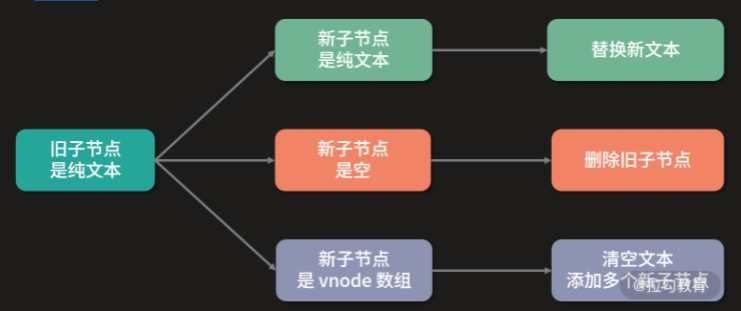 新子节点
是纯文本
替换新文本
旧子节点
是纯文本
新子节点
是空
删除旧子节点
新子节点
是 vnode 数组
清空文本
添加多个新子节点
@拉勾教育